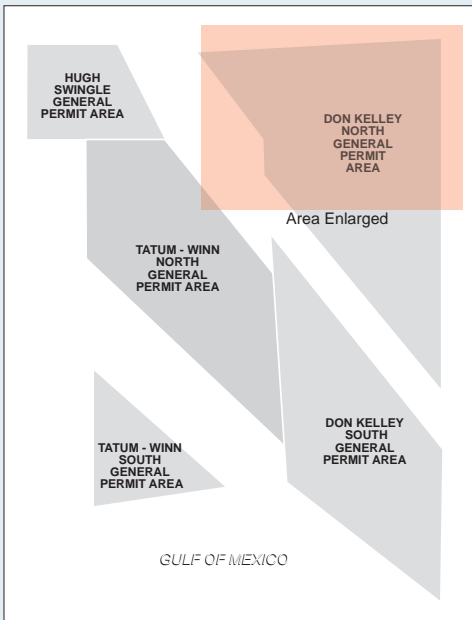 HUGH
SWINGLE
GENERAL
PERMIT AREA
DON KELLEY
NORTH
GENERAL
PERMIT
AREA
Area Enlarged
TATUM - WINN
NORTH
GENERAL
PERMIT AREA
DON KELLEY
SOUTH
GENERAL
PERMIT AREA
TATUM - WINN
SOUTH
GENERAL
PERMIT AREA
GULF OF MEXICO